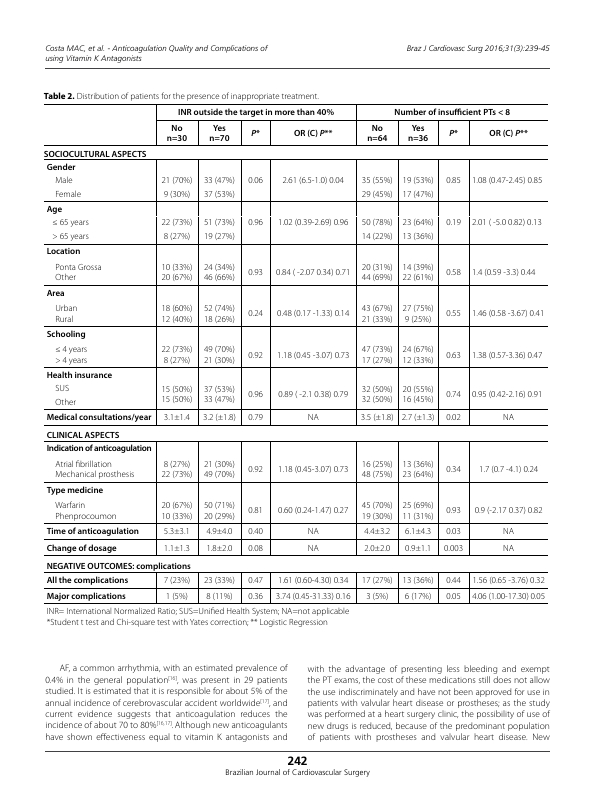 Costa MAC, et al. - Anticoagulation Quality and Complications of
using Vitamin K Antagonists
Braz J Cardiovasc Surg 2016;31(3):239-45
Table 2. Distribution of patients for the presence of inappropriate treatment.
INR outside the target in more than 40% Number of insufficient PTs < 8
No n=30 Yes n=70 P* OR (C) P** No n=64 Yes n=36 P* OR (C) P**
SOCIOCULTURAL ASPECTS
Gender
Male 21 (70%) 33 (47%) 0.06 2.61 (6.5-1.0) 0.04 35 (55%) 19 (53%) 0.85 1.08 (0.47-2.45) 0.85
Female 9 (30%) 37 (53%) 29 (45%) 17 (47%)
Age
≤ 65 years 22 (73%) 51 (73%) 0.96 1.02 (0.39-2.69) 0.96 50 (78%) 23 (64%) 0.19 2.01 ( -5.0 0.82) 0.13
> 65 years 8 (27%) 19 (27%) 14 (22%) 13 (36%)
Location
Ponta Grossa 10 (33%) 24 (34%) 0.93 0.84 ( -2.07 0.34) 0.71 20 (31%) 14 (39%) 0.58 1.4 (0.59 -3.3) 0.44
Other 20 (67%) 46 (66%) 44 (69%) 22 (61%)
Area
Urban 18 (60%) 52 (74%) 0.24 0.48 (0.17 -1.33) 0.14 43 (67%) 27 (75%) 0.55 1.46 (0.58 -3.67) 0.41
Rural 12 (40%) 18 (26%) 21 (33%) 9 (25%)
Schooling
≤ 4 years 22 (73%) 49 (70%) 0.92 1.18 (0.45 -3.07) 0.73 47 (73%) 24 (67%) 0.63 1.38 (0.57-3.36) 0.47
> 4 years 8 (27%) 21 (30%) 17 (27%) 12 (33%)
Health insurance
SUS 15 (50%) 37 (53%) 0.96 0.89 ( -2.1 0.38) 0.79 32 (50%) 20 (55%) 0.74 0.95 (0.42-2.16) 0.91
Other 15 (50%) 33 (47%) 32 (50%) 16 (45%)
Medical consultations/year 3.1±1.4 3.2 (±1.8) 0.79 NA 3.5 (±1.8) 2.7 (±1.3) 0.02 NA
CLINICAL ASPECTS
Indication of anticoagulation
Atrial fibrillation 8 (27%) 21 (30%) 0.92 1.18 (0.45-3.07) 0.73 16 (25%) 13 (36%) 0.34 1.7 (0.7 -4.1) 0.24
Mechanical prosthesis 22 (73%) 49 (70%) 48 (75%) 23 (64%)
Type medicine
Warfarin 20 (67%) 50 (71%) 0.81 0.60 (0.24-1.47) 0.27 45 (70%) 25 (69%) 0.93 0.9 (-2.17 0.37) 0.82
Phenprocoumon 10 (33%) 20 (29%) 19 (30%) 11 (31%)
Time of anticoagulation 5.3±3.1 4.9±4.0 0.40 NA 4.4±3.2 6.1±4.3 0.03 NA
Change of dosage 1.1±1.3 1.8±2.0 0.08 NA 2.0±2.0 0.9±1.1 0.003 NA
NEGATIVE OUTCOMES: complications
All the complications 7 (23%) 23 (33%) 0.47 1.61 (0.60-4.30) 0.34 17 (27%) 13 (36%) 0.44 1.56 (0.65 -3.76) 0.32
Major complications 1 (5%) 8 (11%) 0.36 3.74 (0.45-31.33) 0.16 3 (5%) 6 (17%) 0.05 4.06 (1.00-17.30) 0.05
INR= International Normalized Ratio; SUS=Unified Health System; NA=not applicable
*Student t test and Chi-square test with Yates correction; ** Logistic Regression
AF, a common arrhythmia, with an estimated prevalence of
0.4% in the general population[16], was present in 29 patients
studied. It is estimated that it is responsible for about 5% of the
annual incidence of cerebrovascular accident worldwide[17], and
current evidence suggests that anticoagulation reduces the
incidence of about 70 to 80%[16,17]. Although new anticoagulants
have shown effectiveness equal to vitamin K antagonists and
with the advantage of presenting less bleeding and exempt
the PT exams, the cost of these medications still does not allow
the use indiscriminately and have not been approved for use in
patients with valvular heart disease or prostheses; as the study
was performed at a heart surgery clinic, the possibility of use of
new drugs is reduced, because of the predominant population
of patients with prostheses and valvular heart disease. New
242
Brazilian Journal of Cardiovascular Surgery